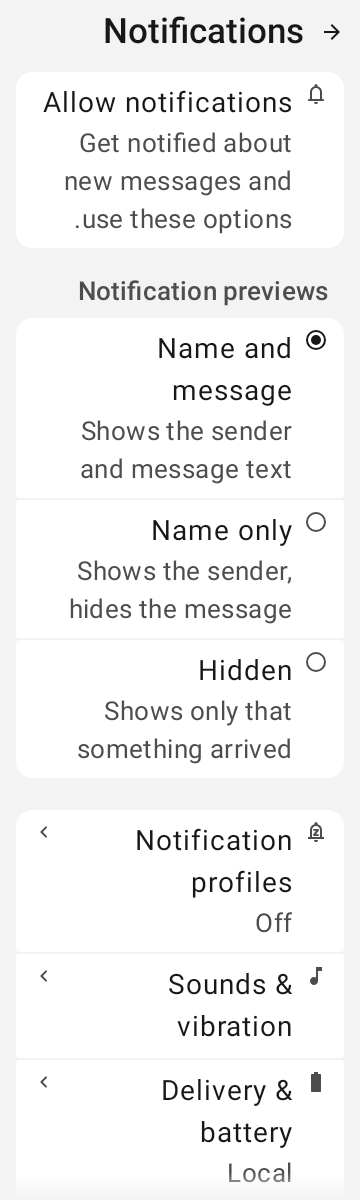 Notifications
Allow notifications
Get notified about
new messages and
.use these options
Notification previews
Name and
message
Shows the sender
and message text
Name only
Shows the sender,
hides the message
Hidden
Shows only that
something arrived
Notification
profiles
Off
Sounds &
vibration
Delivery &
battery
Local